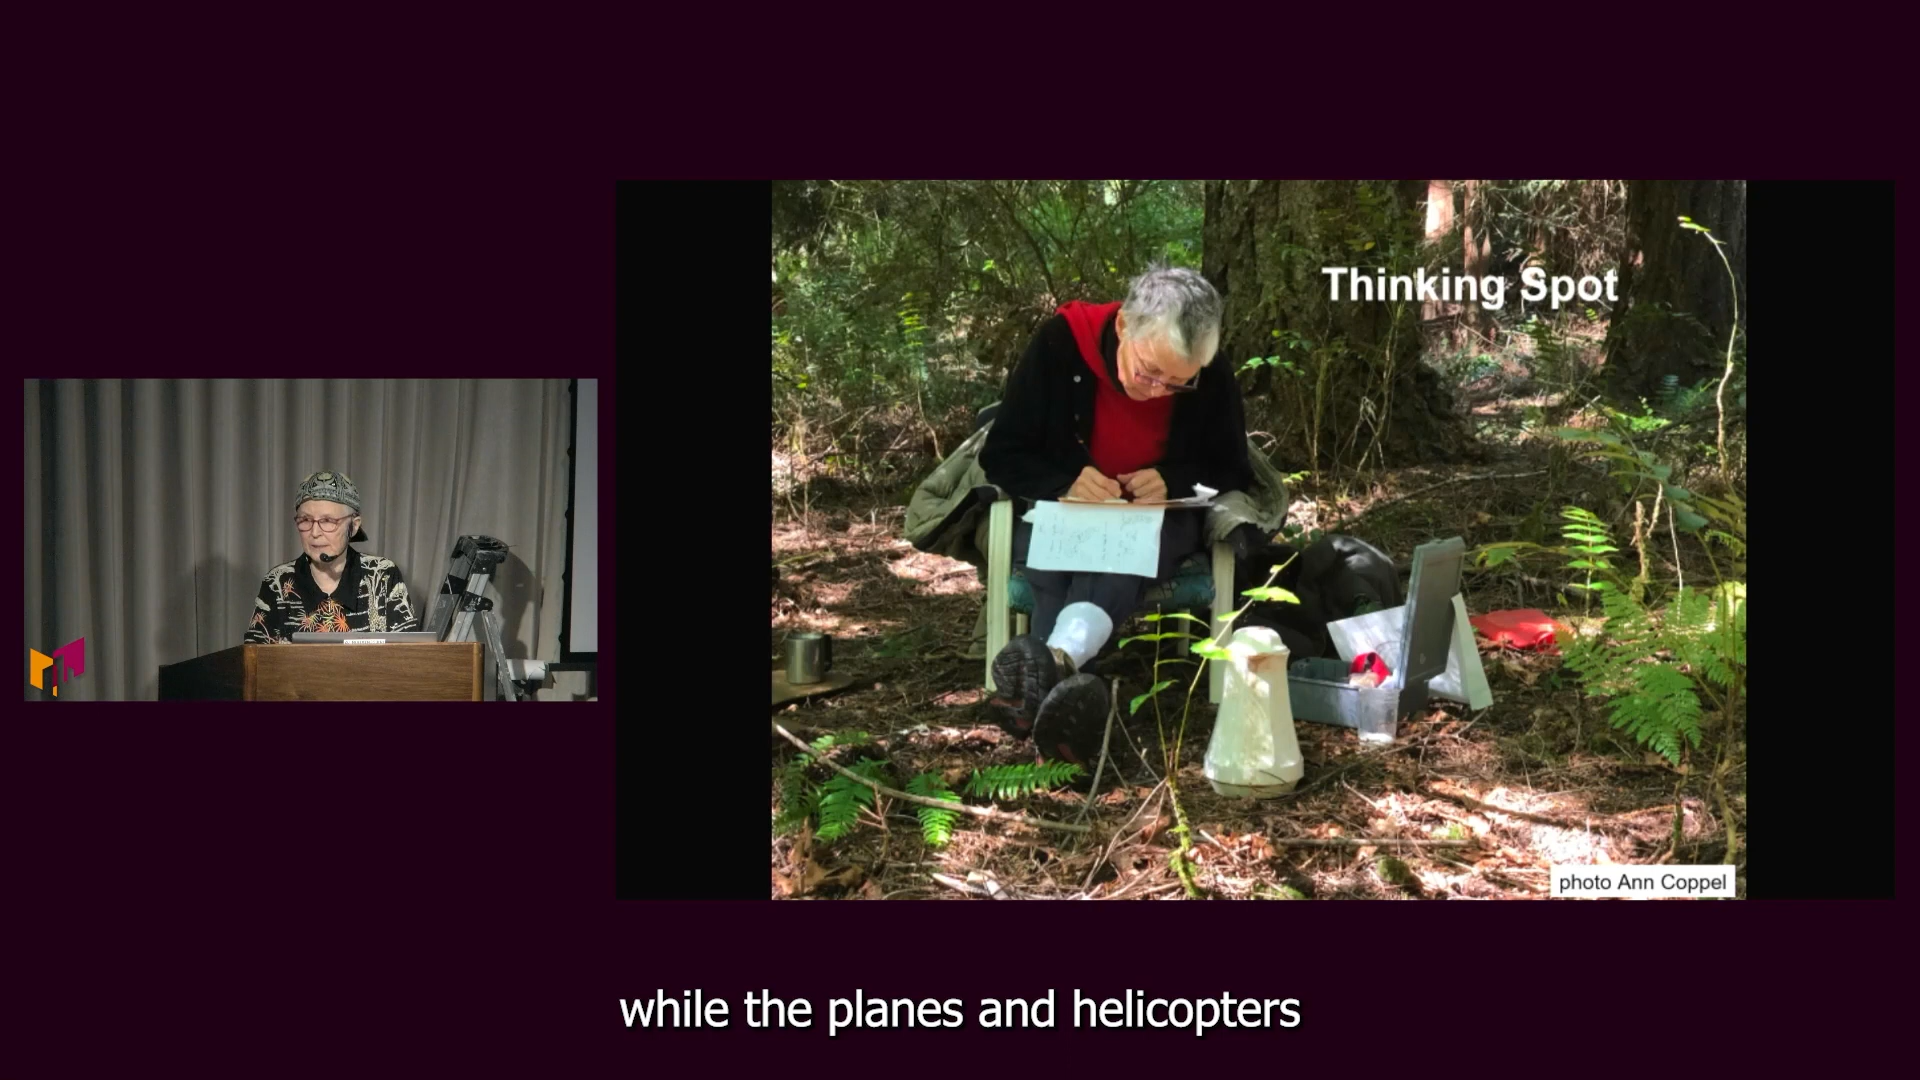 Thinking Spot
photo Ann Coppel
while the planes and helicopters